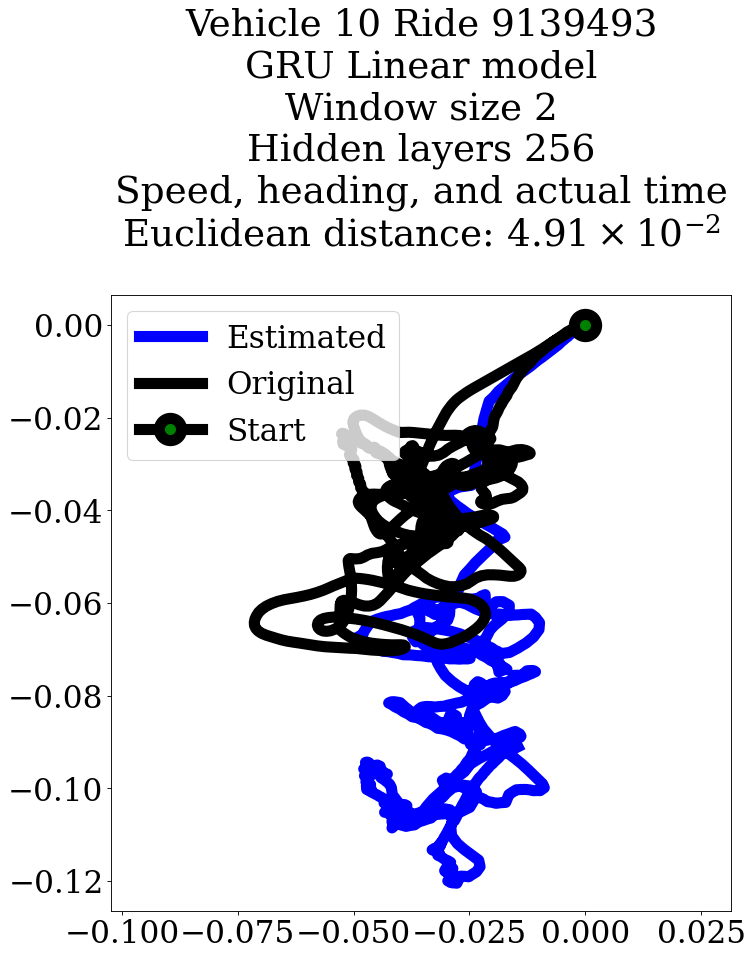 Vehicle 10 Ride 9139493
GRU Linear model
Window size 2
Hidden layers 256
Speed, heading, and actual time
Euclidean distance: 4.91 × 10⁻²
Estimated
Original
Start
0.00
−0.02
−0.04
−0.06
−0.08
−0.10
−0.12
−0.100 −0.075 −0.050 −0.025 0.000 0.025